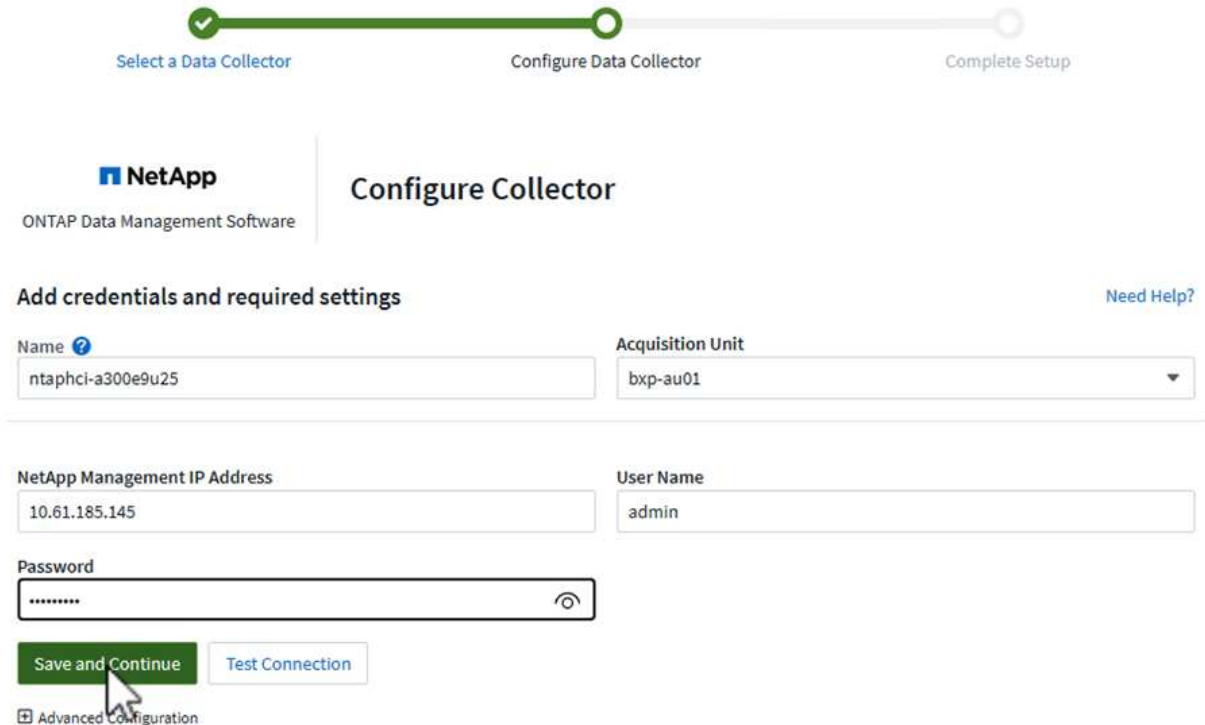 Select a Data Collector Configure Data Collector Complete Setup
NetApp
ONTAP Data Management Software
Configure Collector
Add credentials and required settings Need Help?
Name Acquisition Unit
ntaphci-a300e9u25 bxp-au01
NetApp Management IP Address User Name
10.61.185.145 admin
Password
•••••••••
Save and Continue Test Connection
Advanced Configuration